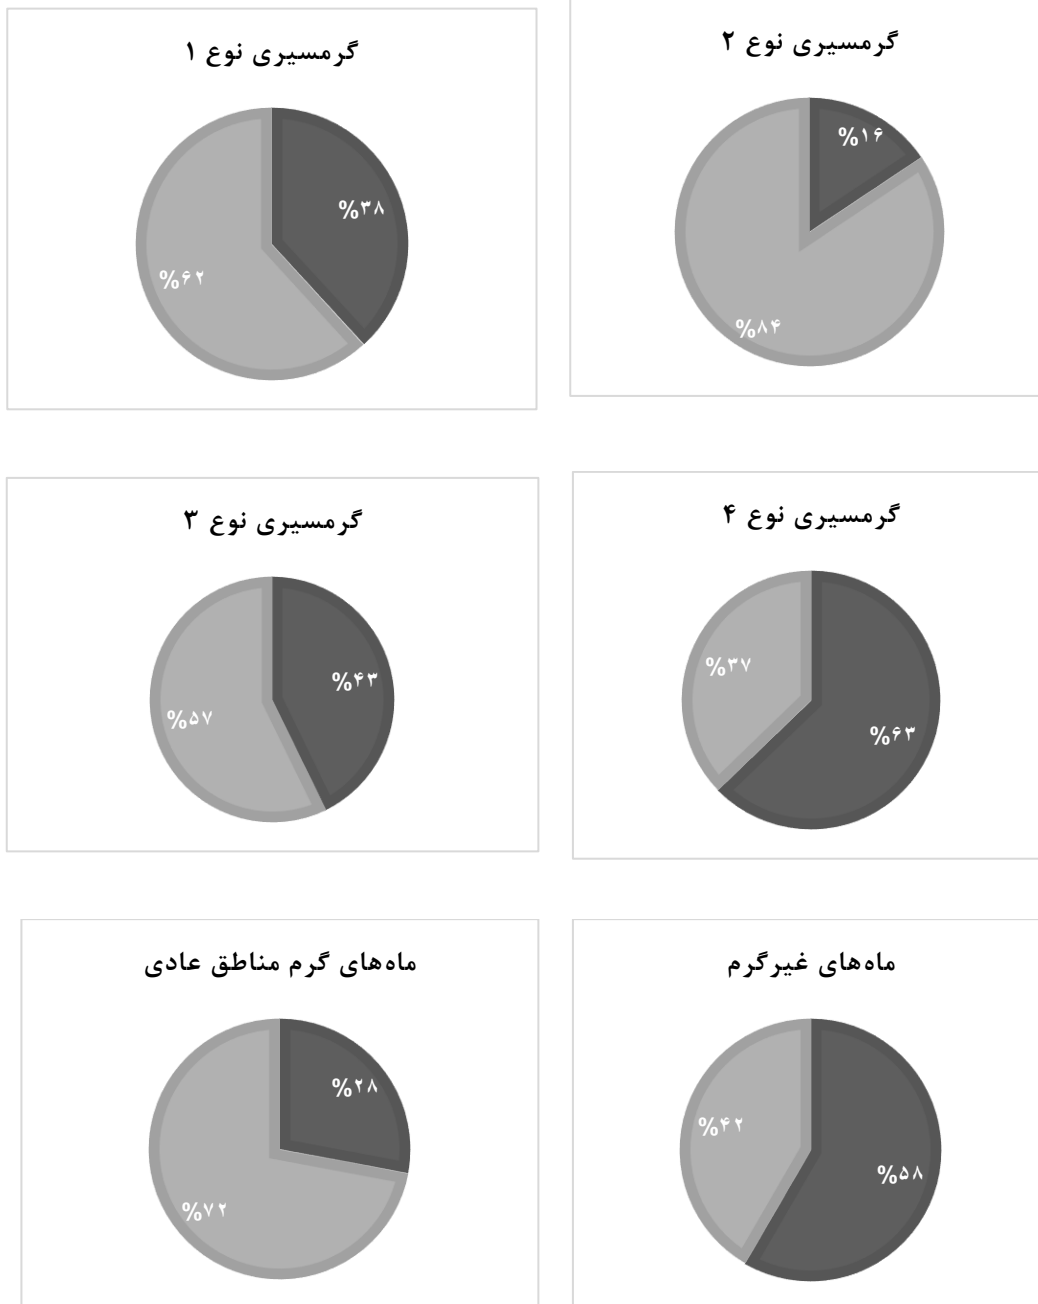 گرمسیری نوع ۲
%۱۶
%۸۴
گرمسیری نوع ۱
%۳۸
%۶۲
گرمسیری نوع ۴
%۳۷
%۶۳
گرمسیری نوع ۳
%۴۳
%۵۷
ماه‌های غیرگرم
%۴۲
%۵۸
ماه‌های گرم مناطق عادی
%۲۸
%۷۲